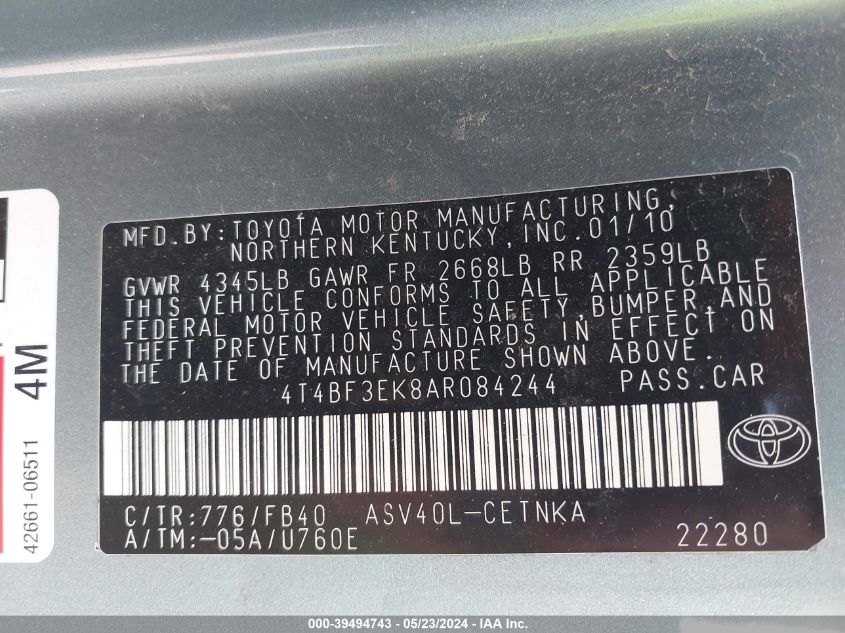 MFD.BY:TOYOTA MOTOR MANUFACTURING,
NORTHERN KENTUCKY,INC.01/10
GVWR 4345LB GAWR FR 2668LB RR 2359LB
THIS VEHICLE CONFORMS TO ALL APPLICABLE
FEDERAL MOTOR VEHICLE SAFETY,BUMPER,AND
THEFT PREVENTION STANDARDS IN EFFECT ON
THE DATE OF MANUFACTURE SHOWN ABOVE.
4T4BF3EK8AR084244 PASS.CAR
C/TR:776/FB40 ASV40L-CETNKA
A/TM:-05A/U760E 22280
42661-06511 4M
000-39494743 - 05/23/2024 - IAA Inc.